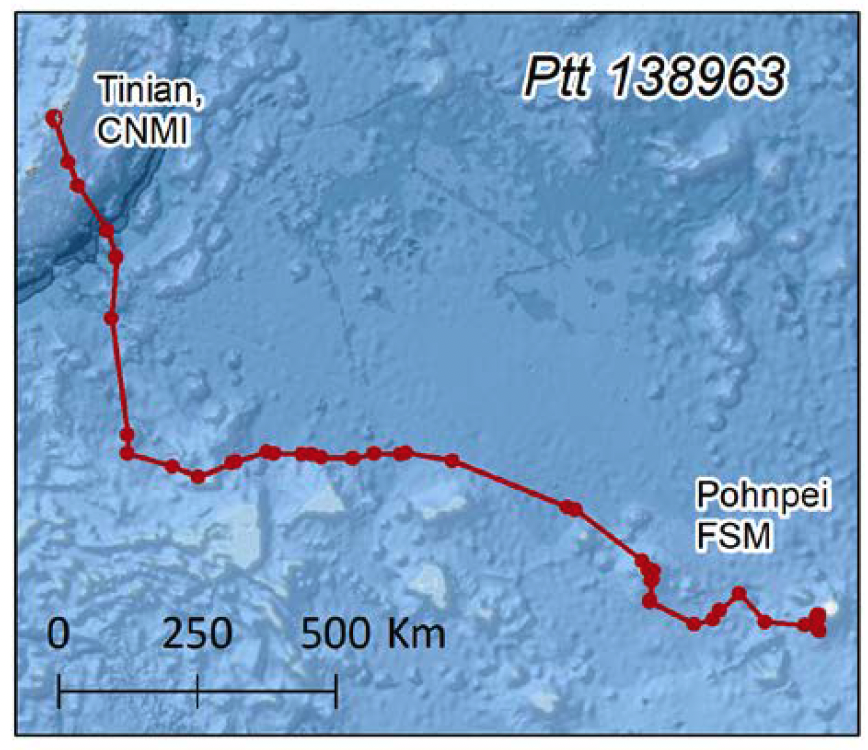 Tinian,
CNMI
Ptt 138963
Pohnpei
FSM
0 250 500 Km